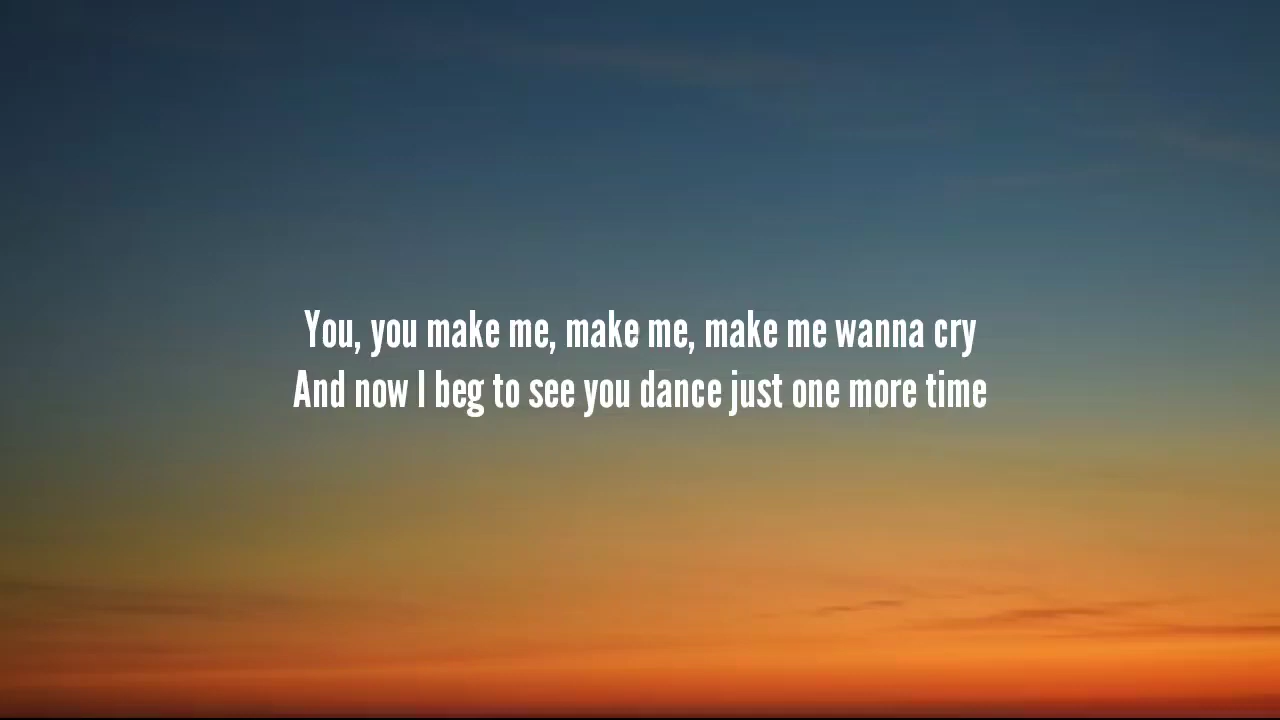 You, you make me, make me, make me wanna cry
And now I beg to see you dance just one more time